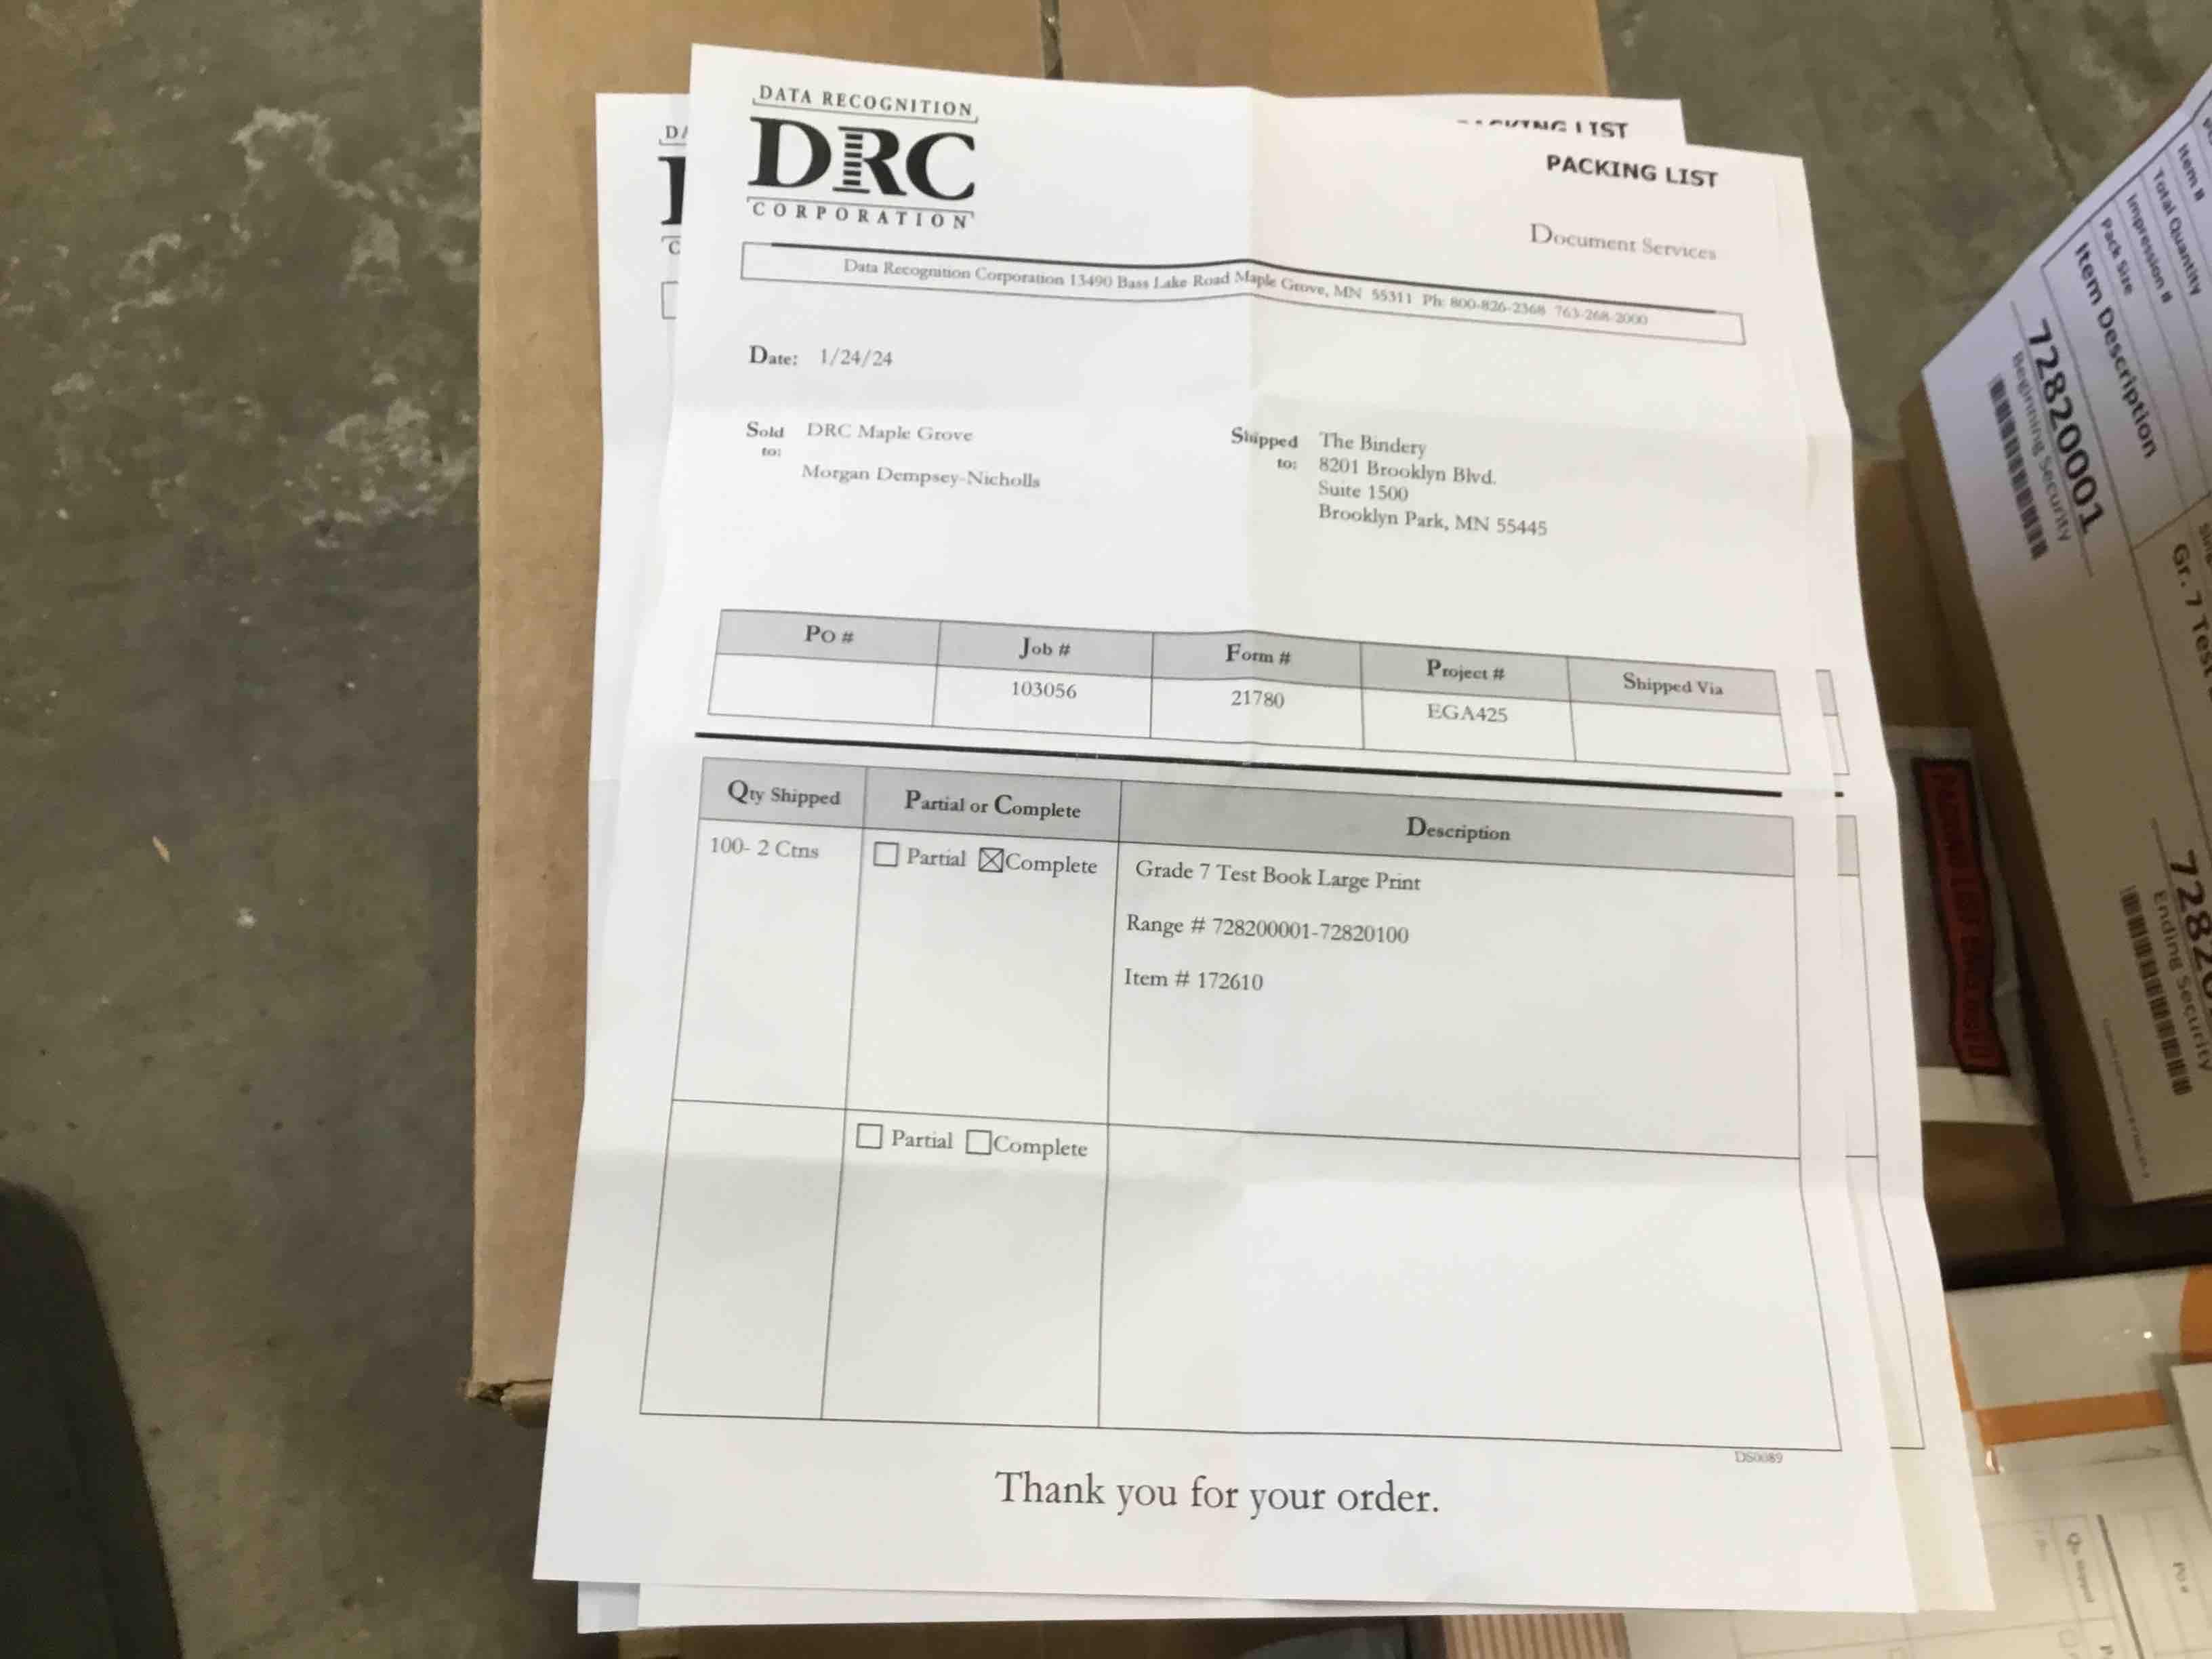 DATA RECOGNITION
DRC
CORPORATION
PACKING LIST
Document Services
Data Recognition Corporation 13490 Bass Lake Road Maple Grove, MN 55311 Ph: 800-826-2368 763-268-2000
Date: 1/24/24
Sold to: DRC Maple Grove
Morgan Dempsey-Nicholls
Shipped to: The Bindery
8201 Brooklyn Blvd.
Suite 1500
Brooklyn Park, MN 55445
PO # Job # Form # Project # Shipped Via
103056 21780 EGA425
Qty Shipped Partial or Complete Description
100- 2 Ctns Partial Complete Grade 7 Test Book Large Print
Range # 728200001-72820100
Item # 172610
Partial Complete
DS0089
Thank you for your order.
Item #
Total Quantity
Impression #
Pack Size
Item Description
Gr. 7 Test
72820001
Beginning Security
Ending Security
Qty Shipped
PO #